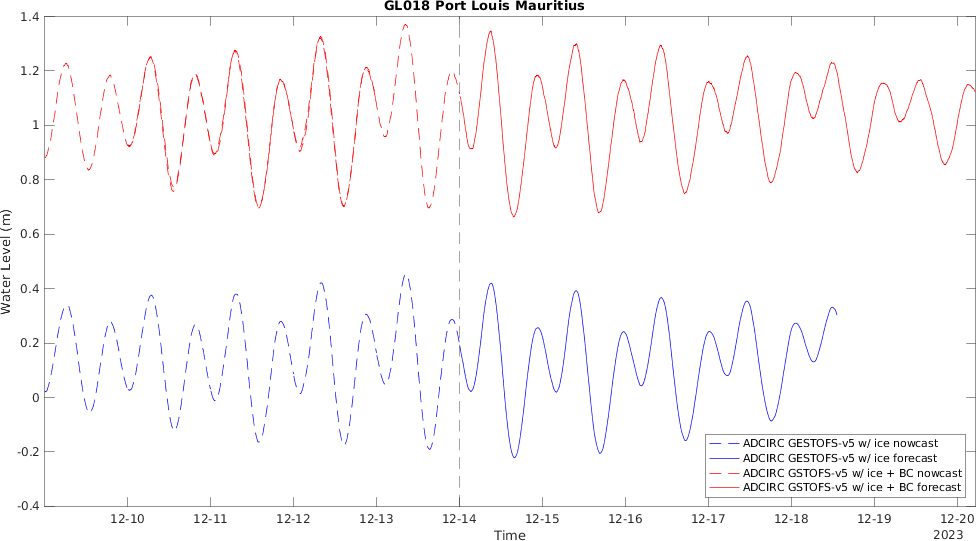 GL018 Port Louis Mauritius
1.4
1.2
1
0.8
0.6
0.4
0.2
0
-0.2
-0.4
Water Level (m)
ADCIRC GESTOFS-v5 w/ ice nowcast
ADCIRC GESTOFS-v5 w/ ice forecast
ADCIRC GSTOFS-v5 w/ ice + BC nowcast
ADCIRC GSTOFS-v5 w/ ice + BC forecast
12-10 12-11 12-12 12-13 12-14 12-15 12-16 12-17 12-18 12-19 12-20
Time
2023